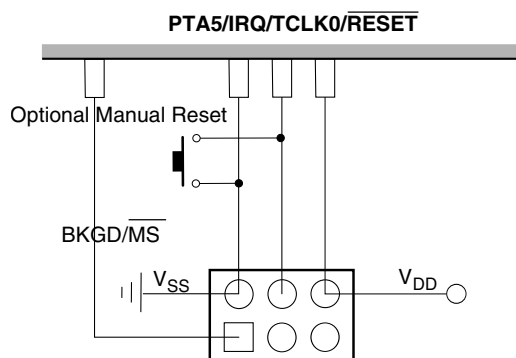 PTA5/IRQ/TCLK0/RESET
Optional Manual Reset
BKGD/MS
VSS
VDD